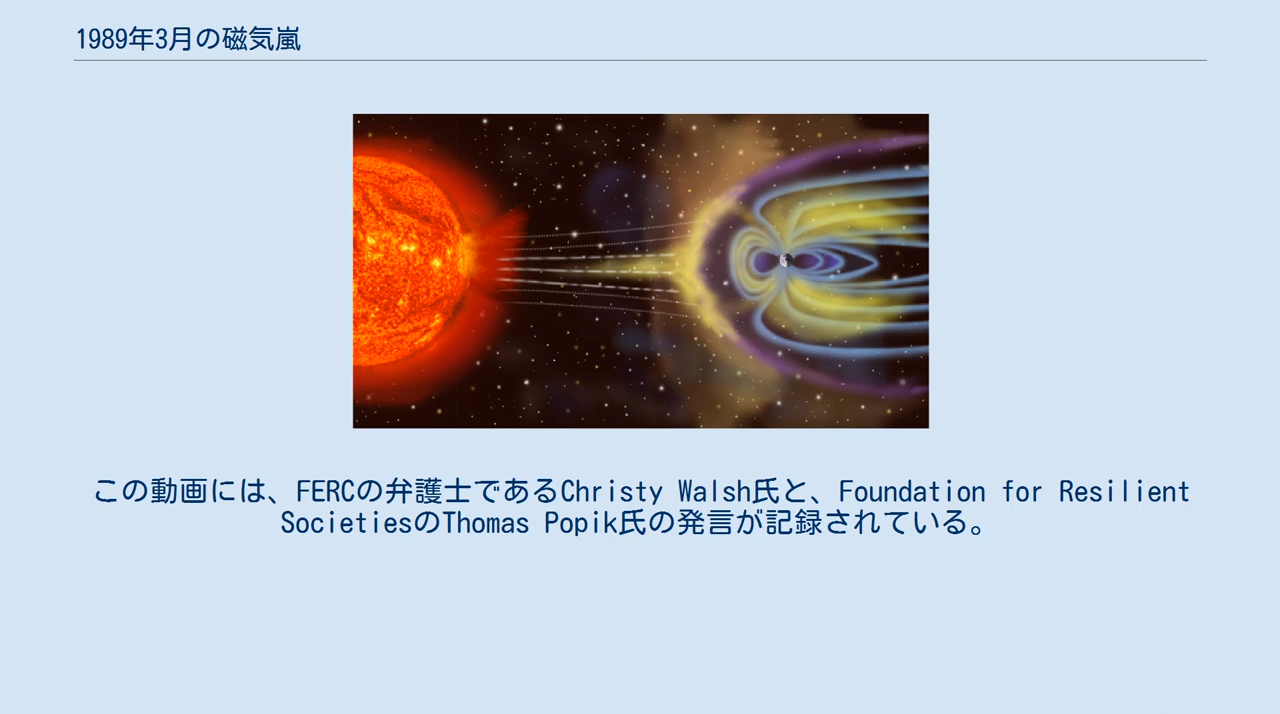 1989年3月の磁気嵐
この動画には、FERCの弁護士であるChristy Walsh氏と、Foundation for Resilient
SocietiesのThomas Popik氏の発言が記録されている。